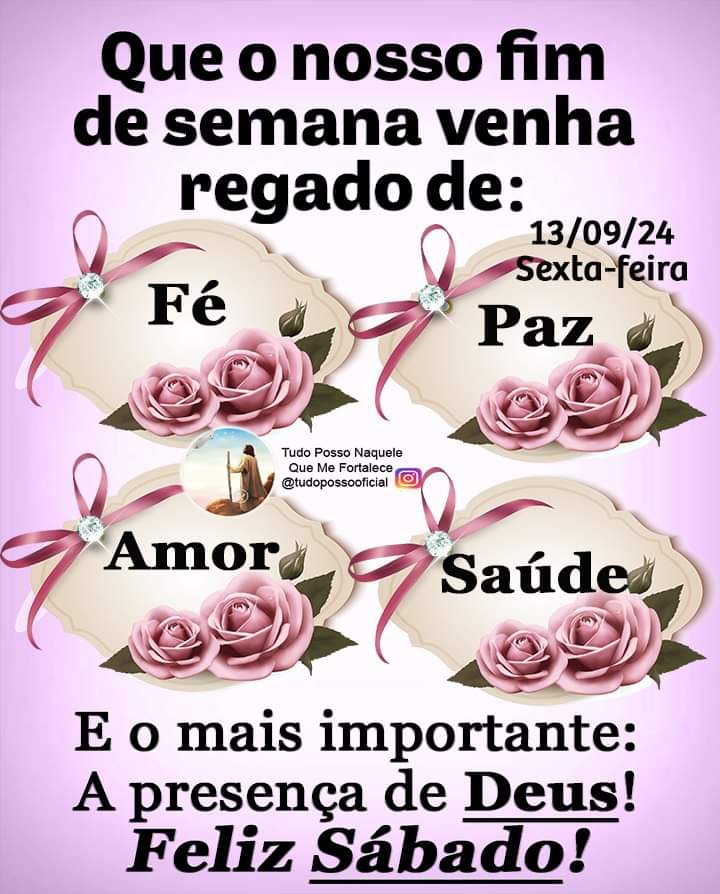 Que o nosso fim
de semana venha
regado de:
13/09/24
Sexta-feira
Fé
Paz
Tudo Posso Naquele
Que Me Fortalece
@tudopossooficial
Amor
Saúde
E o mais importante:
A presença de Deus!
Feliz Sábado!